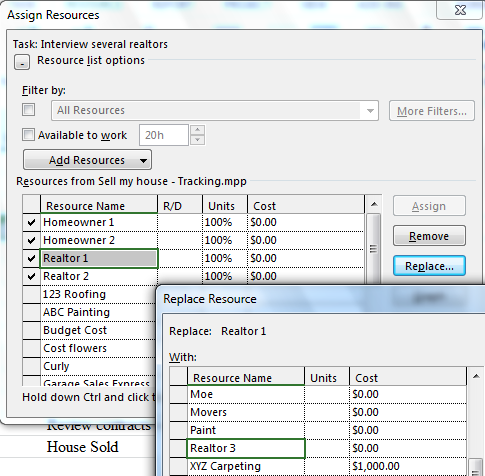 Assign Resources
Task: Interview several realtors
- Resource list options
Filter by:
All Resources More Filters...
Available to work 20h
Add Resources
Resources from Sell my house - Tracking.mpp
Resource Name R/D Units Cost Assign
Homeowner 1 100% $0.00
Homeowner 2 100% $0.00 Remove
Realtor 1 100% $0.00 Replace...
Realtor 2 100% $0.00
123 Roofing
ABC Painting
Budget Cost
Cost flowers
Curly
Garage Sales Express
Hold down Ctrl and click t
Replace Resource
Replace: Realtor 1
With:
Resource Name Units Cost
Moe $0.00
Movers $0.00
Paint $0.00
Realtor 3 $0.00
XYZ Carpeting $1,000.00
Review contracts
House Sold